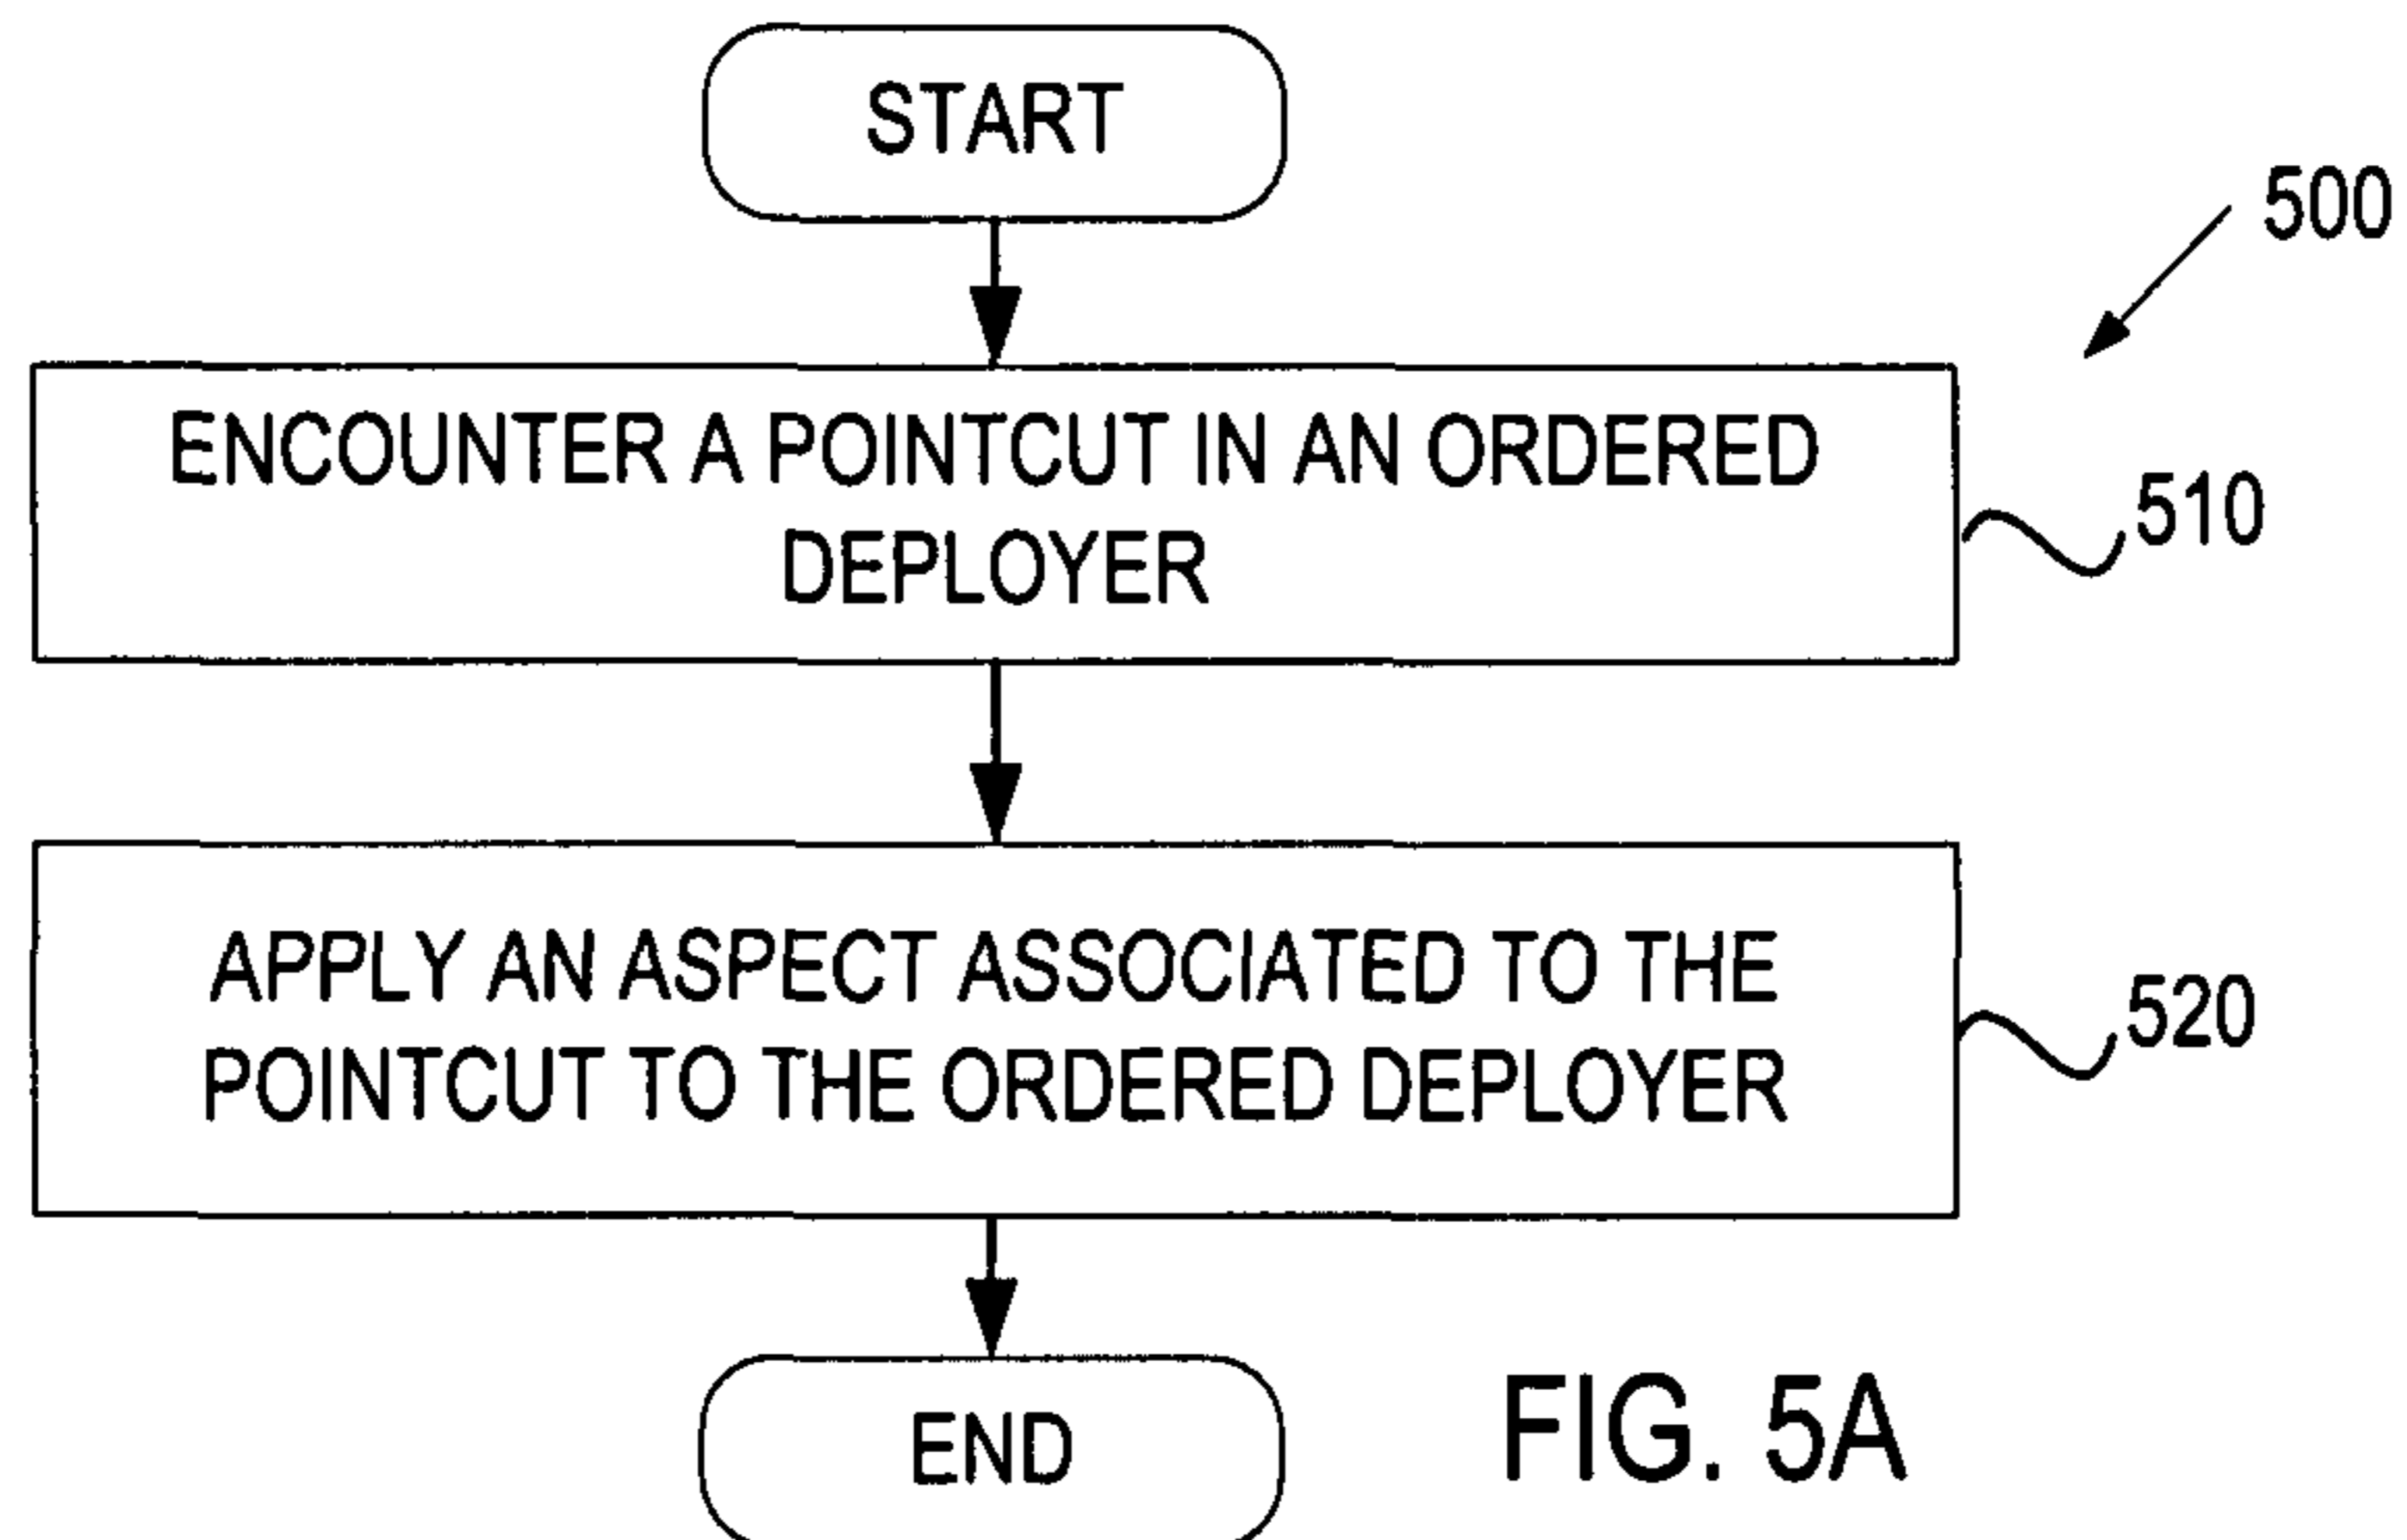 START
500
ENCOUNTER A POINTCUT IN AN ORDERED
DEPLOYER
510
APPLY AN ASPECT ASSOCIATED TO THE
POINTCUT TO THE ORDERED DEPLOYER
520
END
FIG. 5A